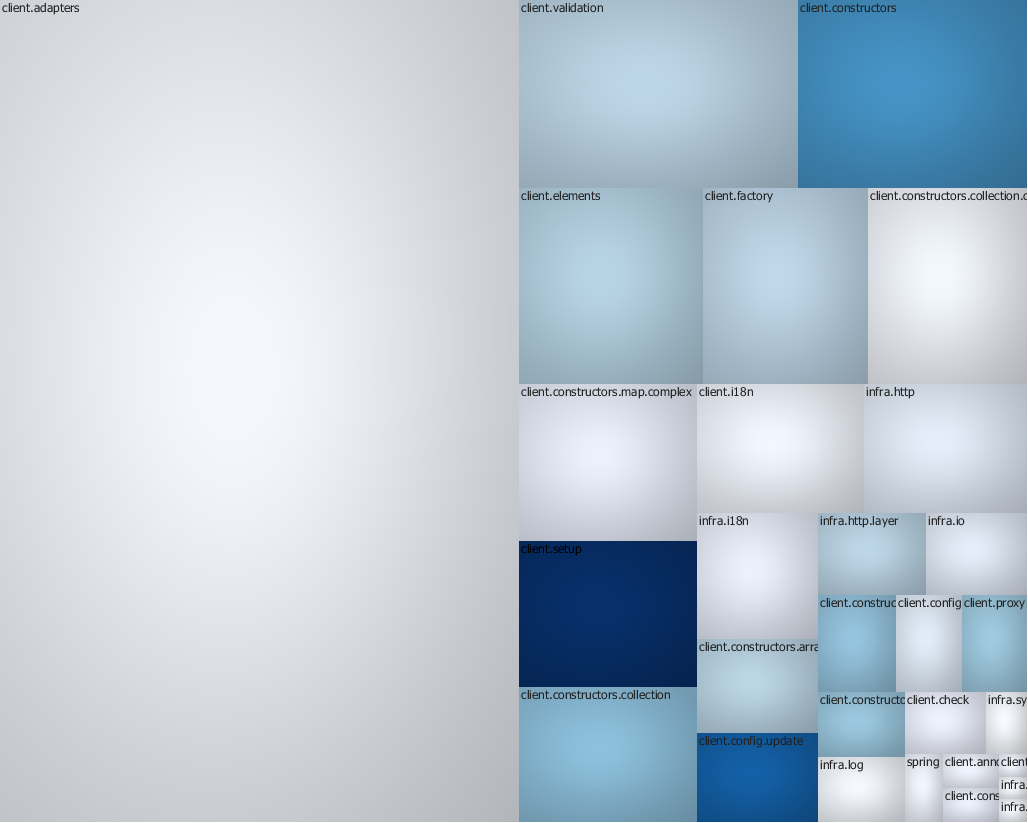 client.adapters
client.validation
client.constructors
client.elements
client.factory
client.constructors.collection.c
client.constructors.map.complex
client.i18n
infra.http
client.setup
infra.i18n
infra.http.layer
infra.io
client.construc
client.config
client.proxy
client.constructors.arra
client.constructors.collection
client.constructo
client.check
infra.sy
client.config.update
infra.log
spring
client.ann
client
infra.
client.cons
infra.